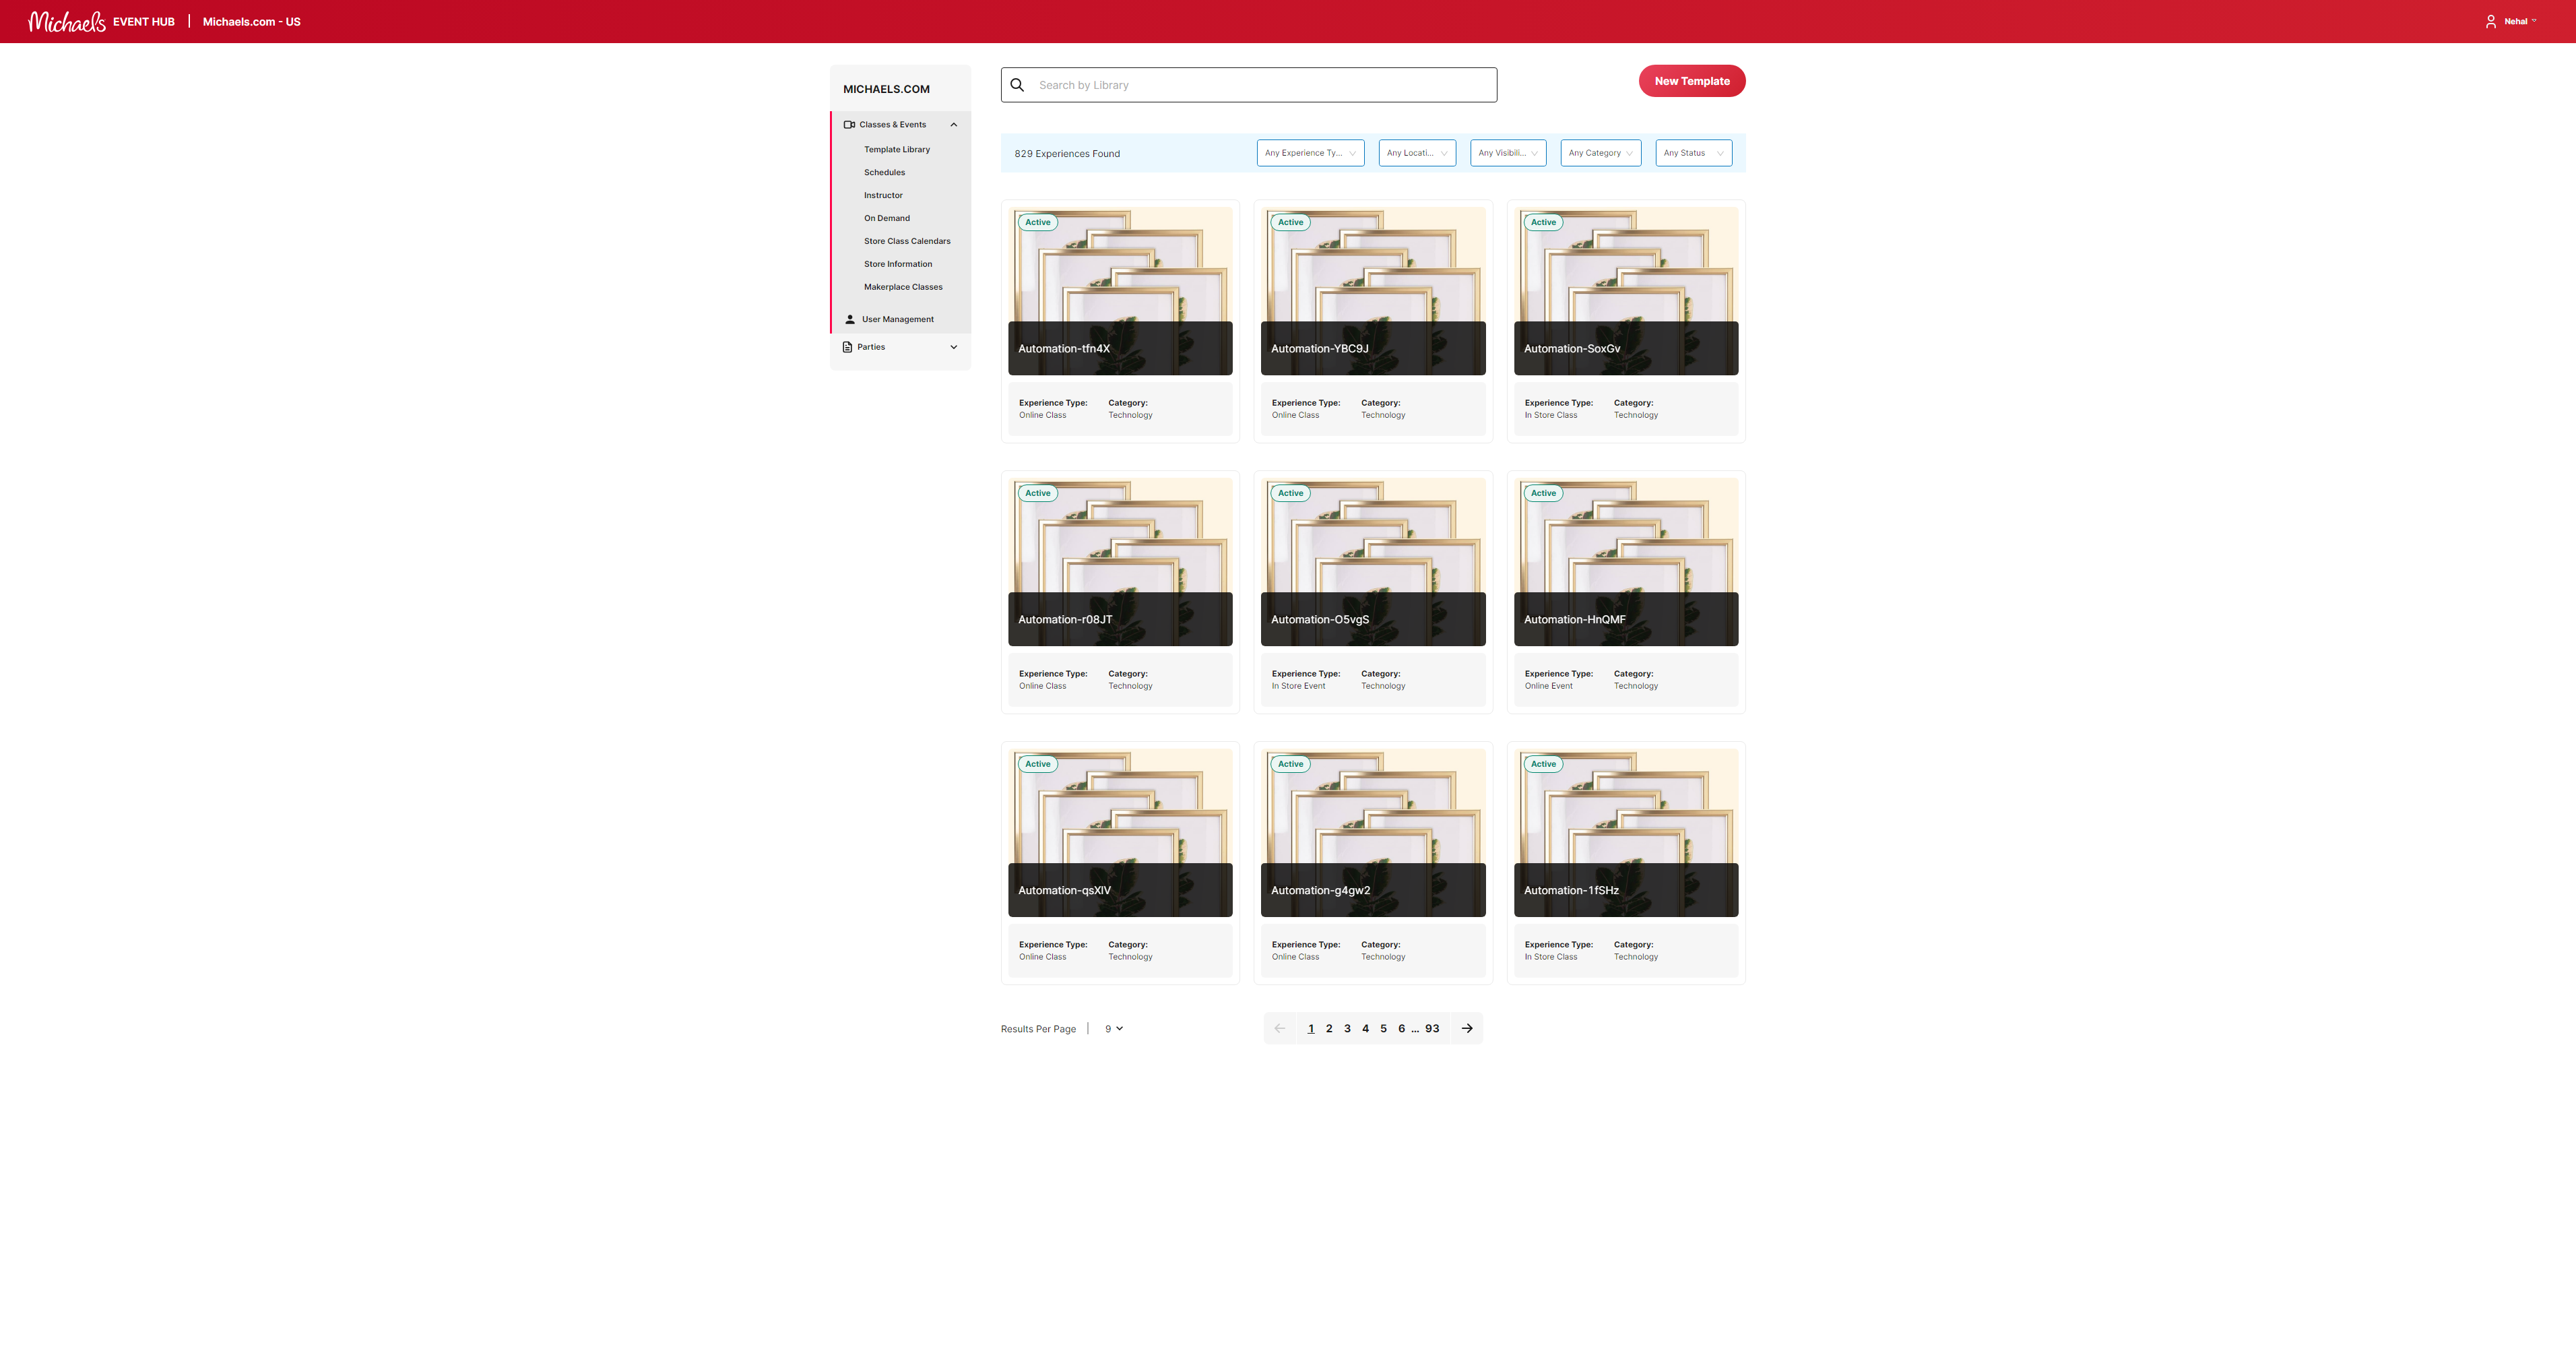 Michaels EVENT HUB | Michaels.com - US
Nehal
MICHAELS.COM
Classes & Events
Template Library
Schedules
Instructor
On Demand
Store Class Calendars
Store Information
Makerplace Classes
User Management
Parties
Search by Library
New Template
829 Experiences Found
Any Experience Ty...
Any Locati...
Any Visibili...
Any Category
Any Status
Active
Automation-tfn4X
Experience Type: Category:
Online Class Technology
Active
Automation-YBC9J
Experience Type: Category:
Online Class Technology
Active
Automation-SoxGv
Experience Type: Category:
In Store Class Technology
Active
Automation-r08JT
Experience Type: Category:
Online Class Technology
Active
Automation-O5vgS
Experience Type: Category:
In Store Event Technology
Active
Automation-HnQMF
Experience Type: Category:
Online Event Technology
Active
Automation-qsXIV
Experience Type: Category:
Online Class Technology
Active
Automation-g4gw2
Experience Type: Category:
Online Class Technology
Active
Automation-1fSHz
Experience Type: Category:
In Store Class Technology
Results Per Page | 9
1 2 3 4 5 6 ... 93